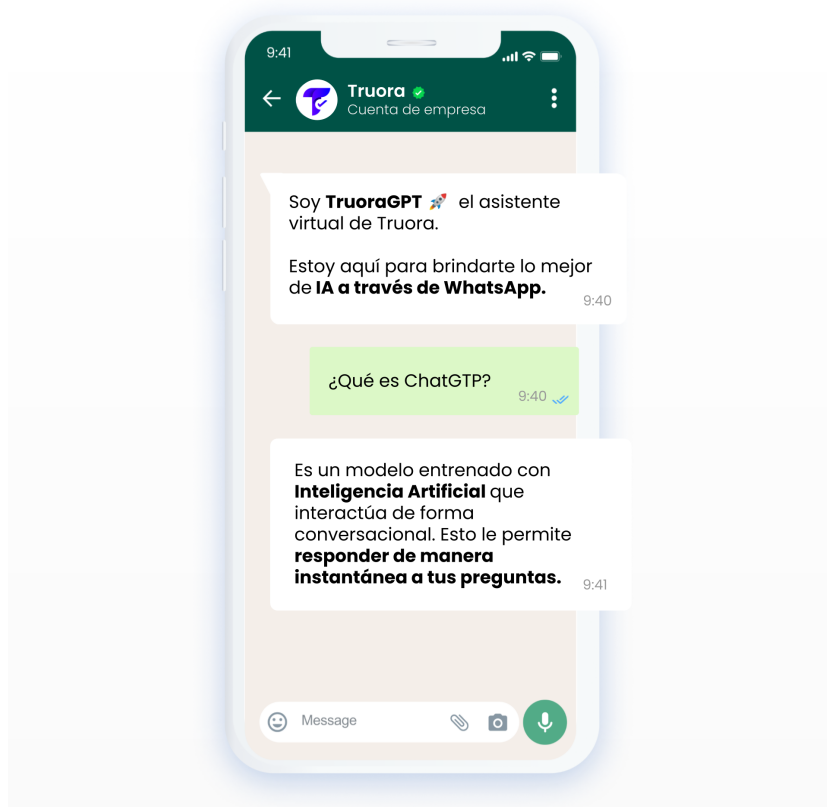 9:41
Truora
Cuenta de empresa
Soy TruoraGPT 🚀 el asistente
virtual de Truora.
Estoy aquí para brindarte lo mejor
de IA a través de WhatsApp.
9:40
¿Qué es ChatGTP?
9:40
Es un modelo entrenado con
Inteligencia Artificial que
interactúa de forma
conversacional. Esto le permite
responder de manera
instantánea a tus preguntas.
9:41
Message